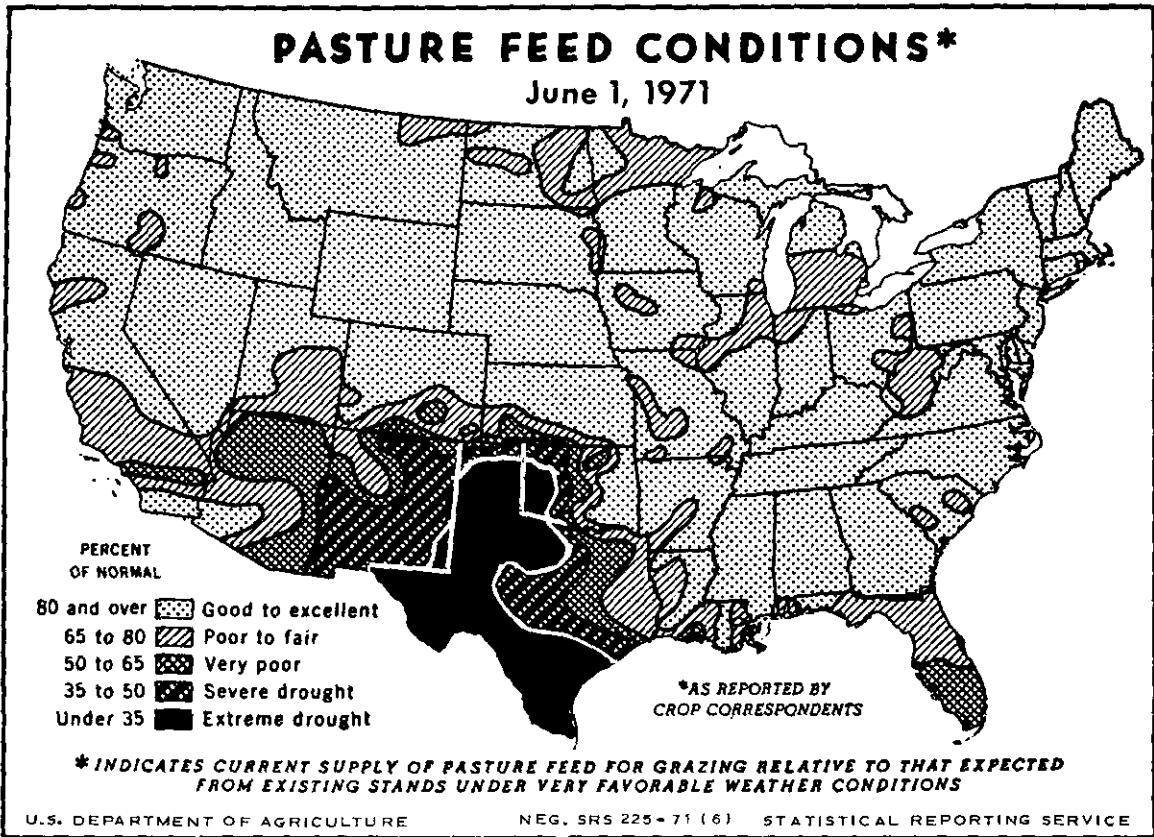 PASTURE FEED CONDITIONS*
June 1, 1971
PERCENT
OF NORMAL
80 and over Good to excellent
65 to 80 Poor to fair
50 to 65 Very poor
35 to 50 Severe drought
Under 35 Extreme drought
*AS REPORTED BY
CROP CORRESPONDENTS
* INDICATES CURRENT SUPPLY OF PASTURE FEED FOR GRAZING RELATIVE TO THAT EXPECTED
FROM EXISTING STANDS UNDER VERY FAVORABLE WEATHER CONDITIONS
U.S. DEPARTMENT OF AGRICULTURE NEG. SRS 225-71 (6) STATISTICAL REPORTING SERVICE